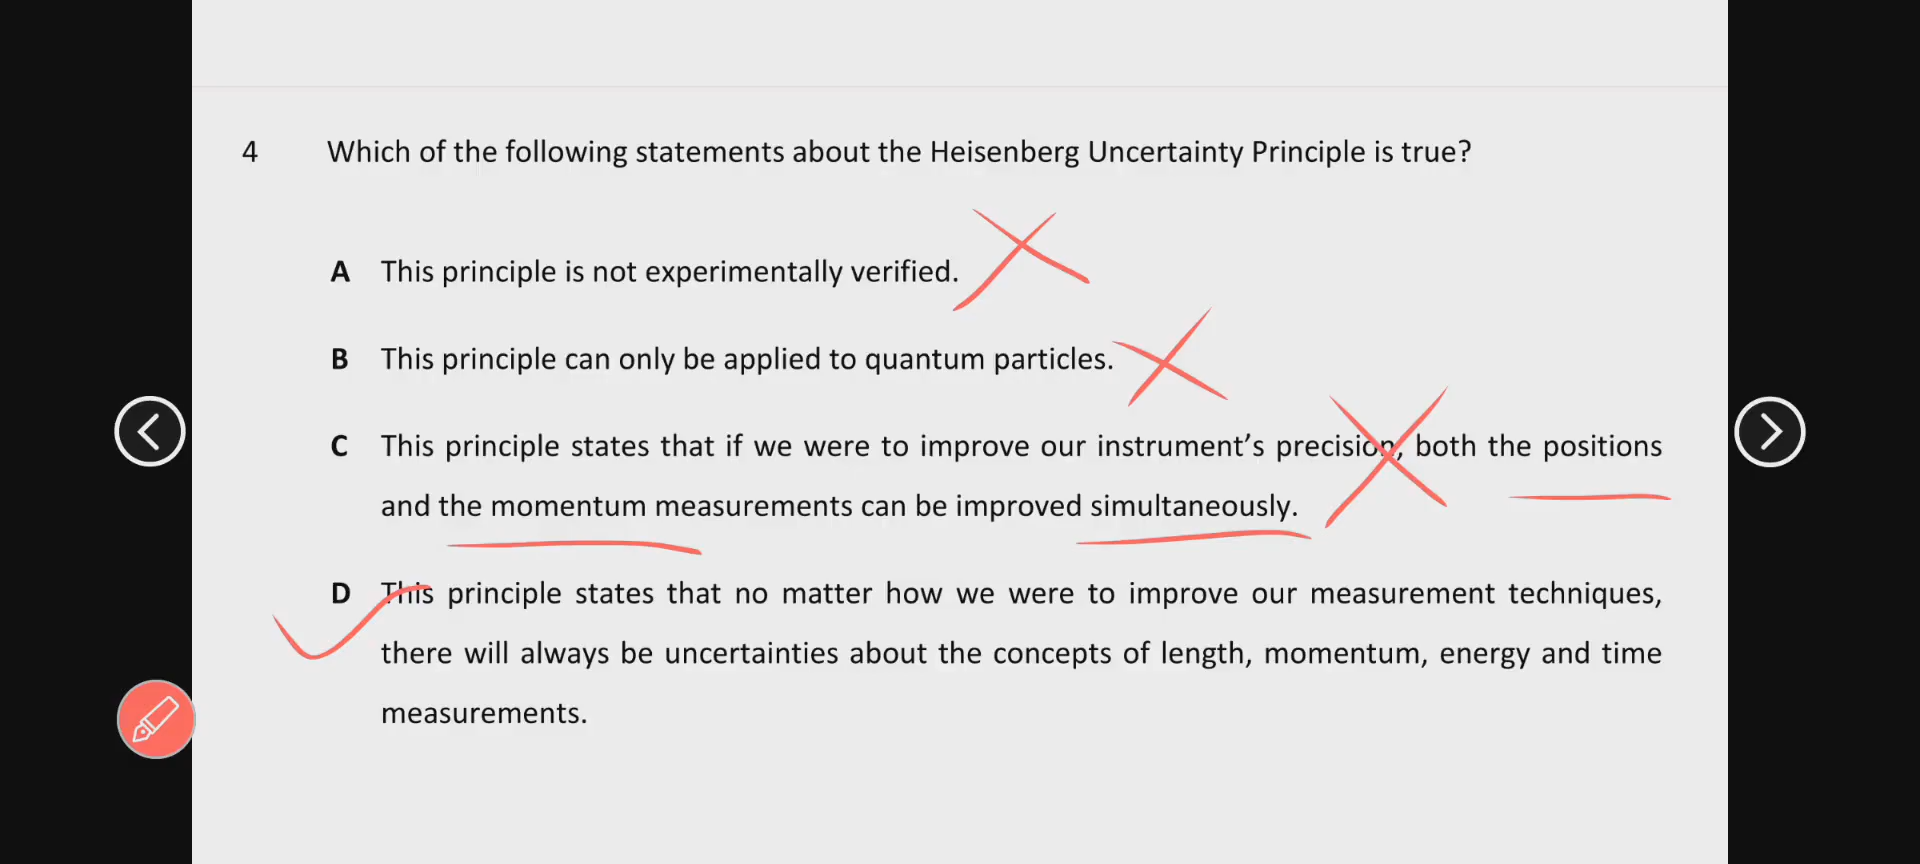 4 Which of the following statements about the Heisenberg Uncertainty Principle is true?
A This principle is not experimentally verified.
B This principle can only be applied to quantum particles.
C This principle states that if we were to improve our instrument’s precision, both the positions
and the momentum measurements can be improved simultaneously.
D This principle states that no matter how we were to improve our measurement techniques,
there will always be uncertainties about the concepts of length, momentum, energy and time
measurements.